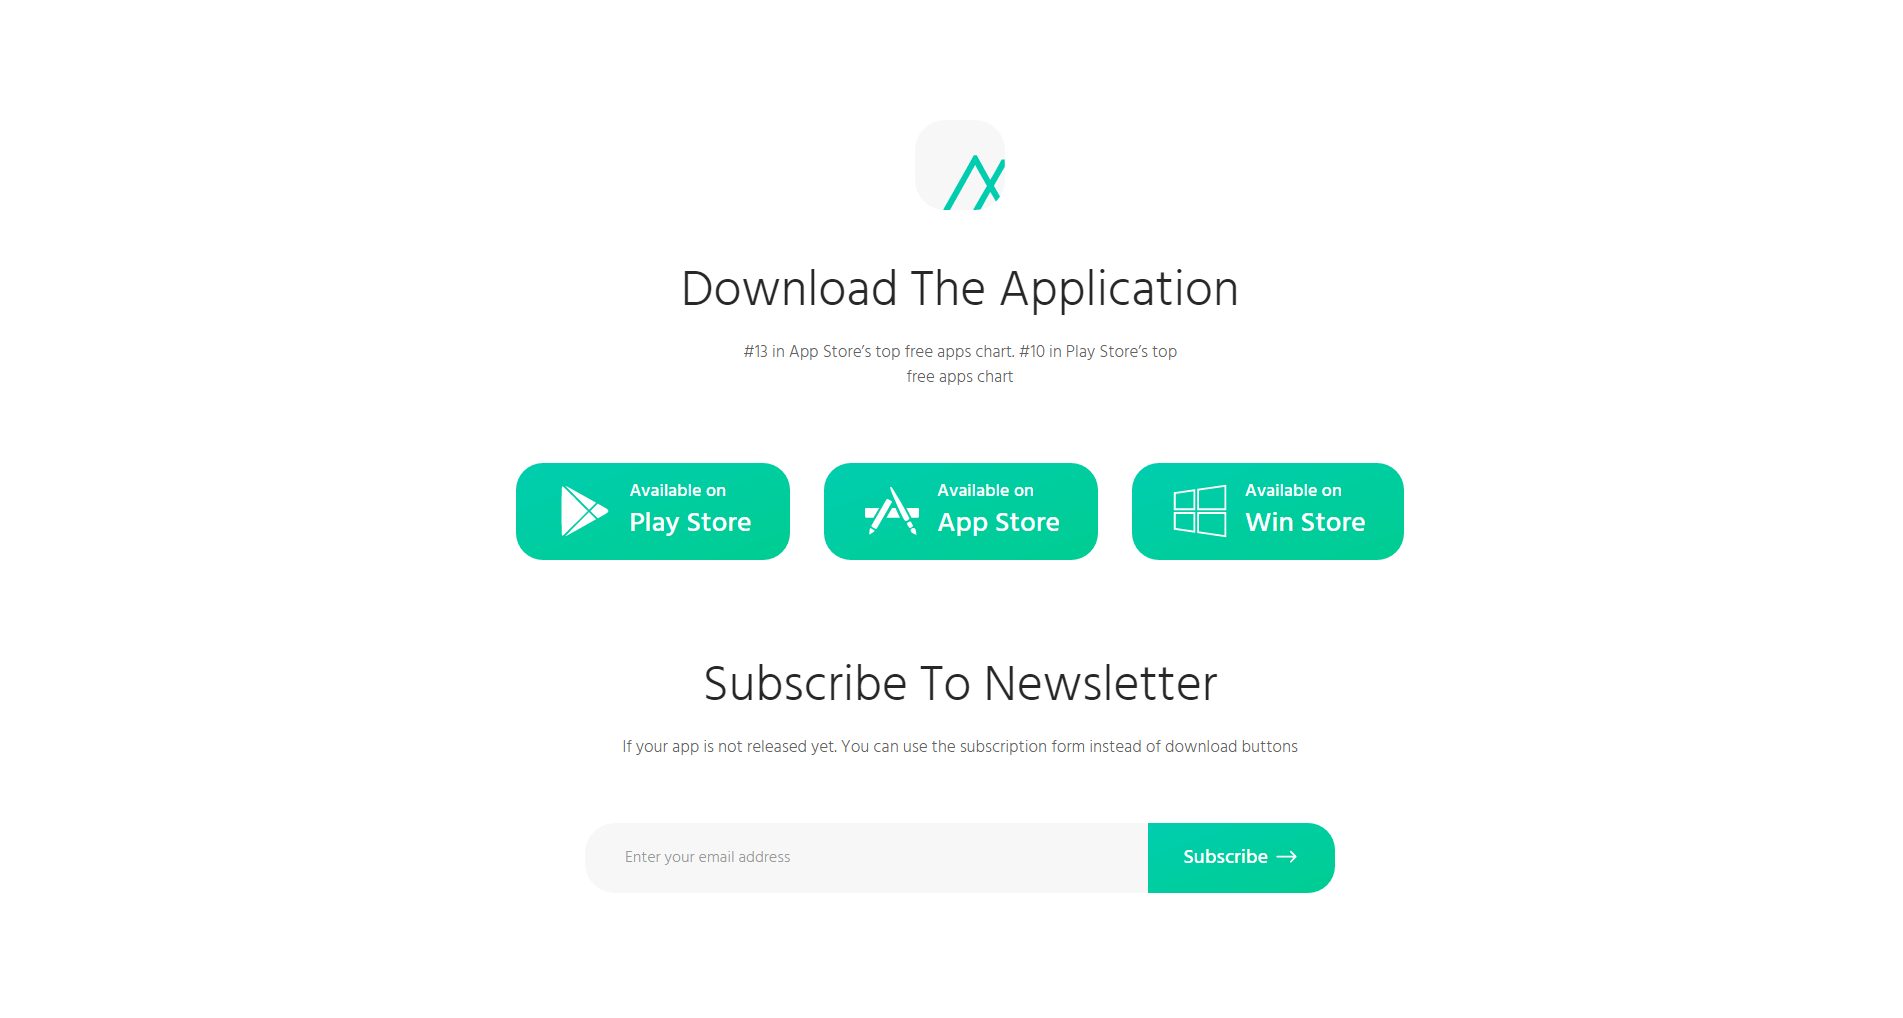 Download The Application
#13 in App Store’s top free apps chart. #10 in Play Store’s top
free apps chart
Available on
Play Store
Available on
App Store
Available on
Win Store
Subscribe To Newsletter
If your app is not released yet. You can use the subscription form instead of download buttons
Enter your email address
Subscribe